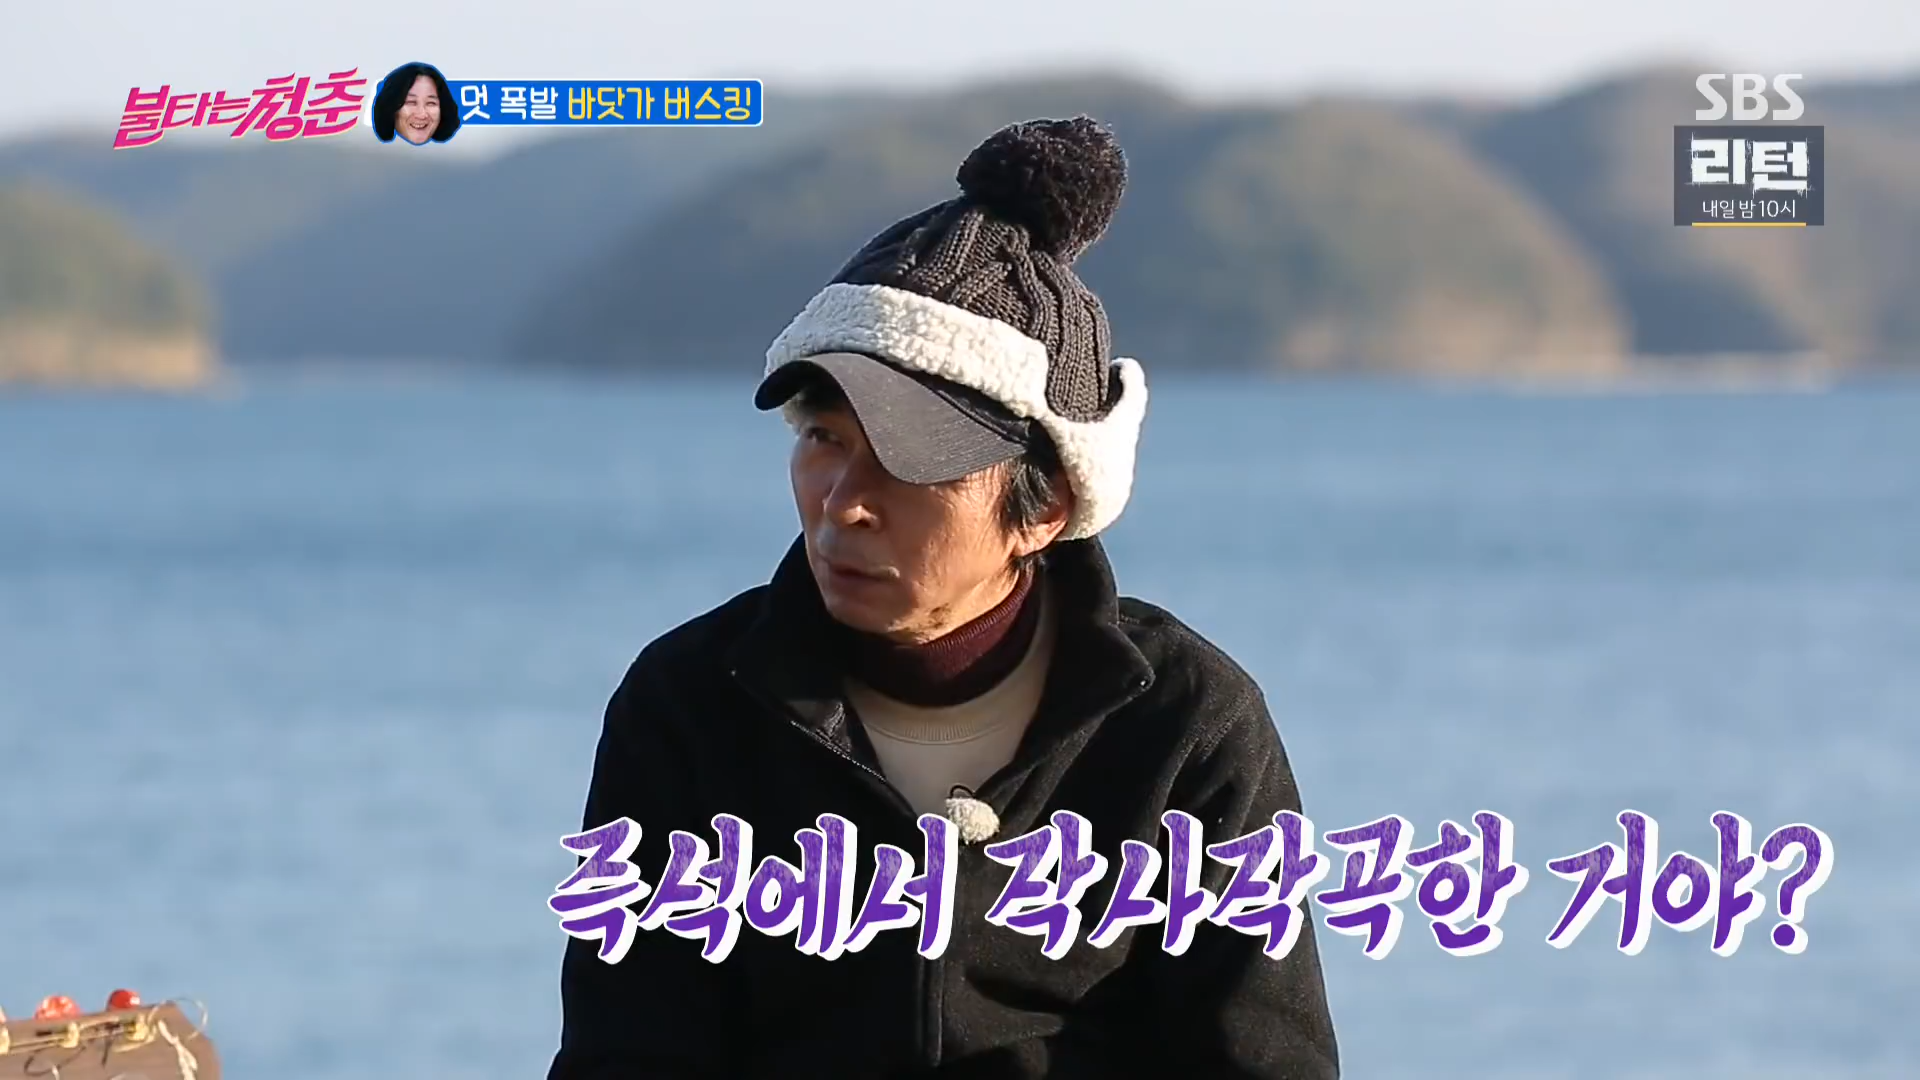 불타는청춘
멋 폭발 바닷가 버스킹
SBS
리턴
내일 밤 10시
즉석에서 작사작곡한 거야?